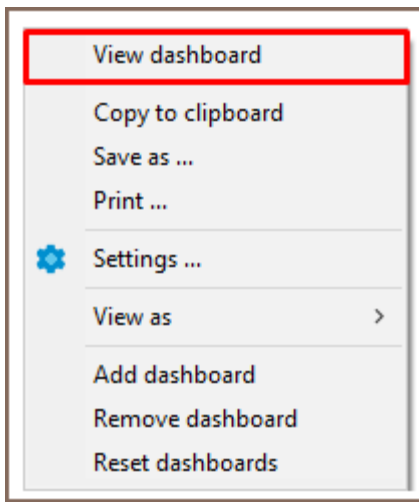 View dashboard
Copy to clipboard
Save as ...
Print ...
Settings ...
View as
Add dashboard
Remove dashboard
Reset dashboards